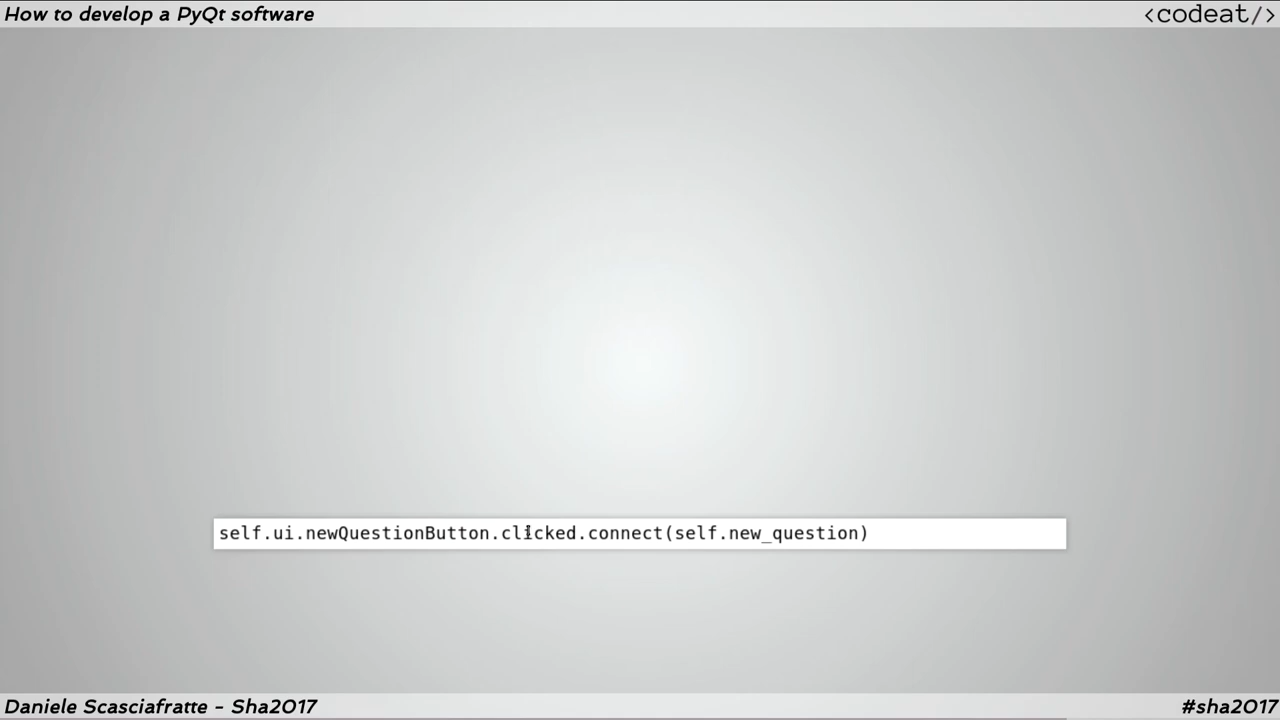 How to develop a PyQt software
<codeat/>
self.ui.newQuestionButton.clicked.connect(self.new_question)
Daniele Scasciafratte - Sha2017
#sha2017